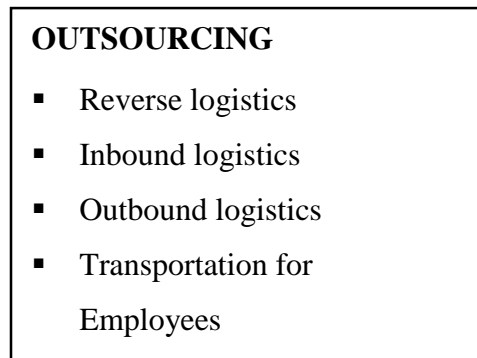 OUTSOURCING
▪ Reverse logistics
▪ Inbound logistics
▪ Outbound logistics
▪ Transportation for
Employees